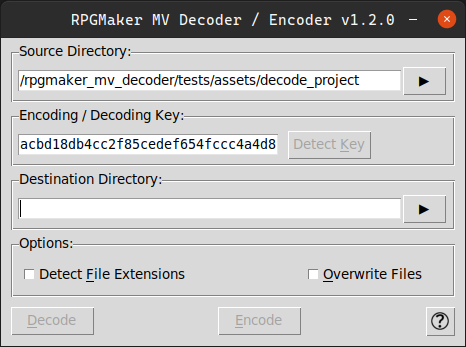 RPGMaker MV Decoder / Encoder v1.2.0
Source Directory:
/rpgmaker_mv_decoder/tests/assets/decode_project
Encoding / Decoding Key:
acbd18db4cc2f85cedef654fccc4a4d8
Detect Key
Destination Directory:
Options:
Detect File Extensions
Overwrite Files
Decode
Encode
?